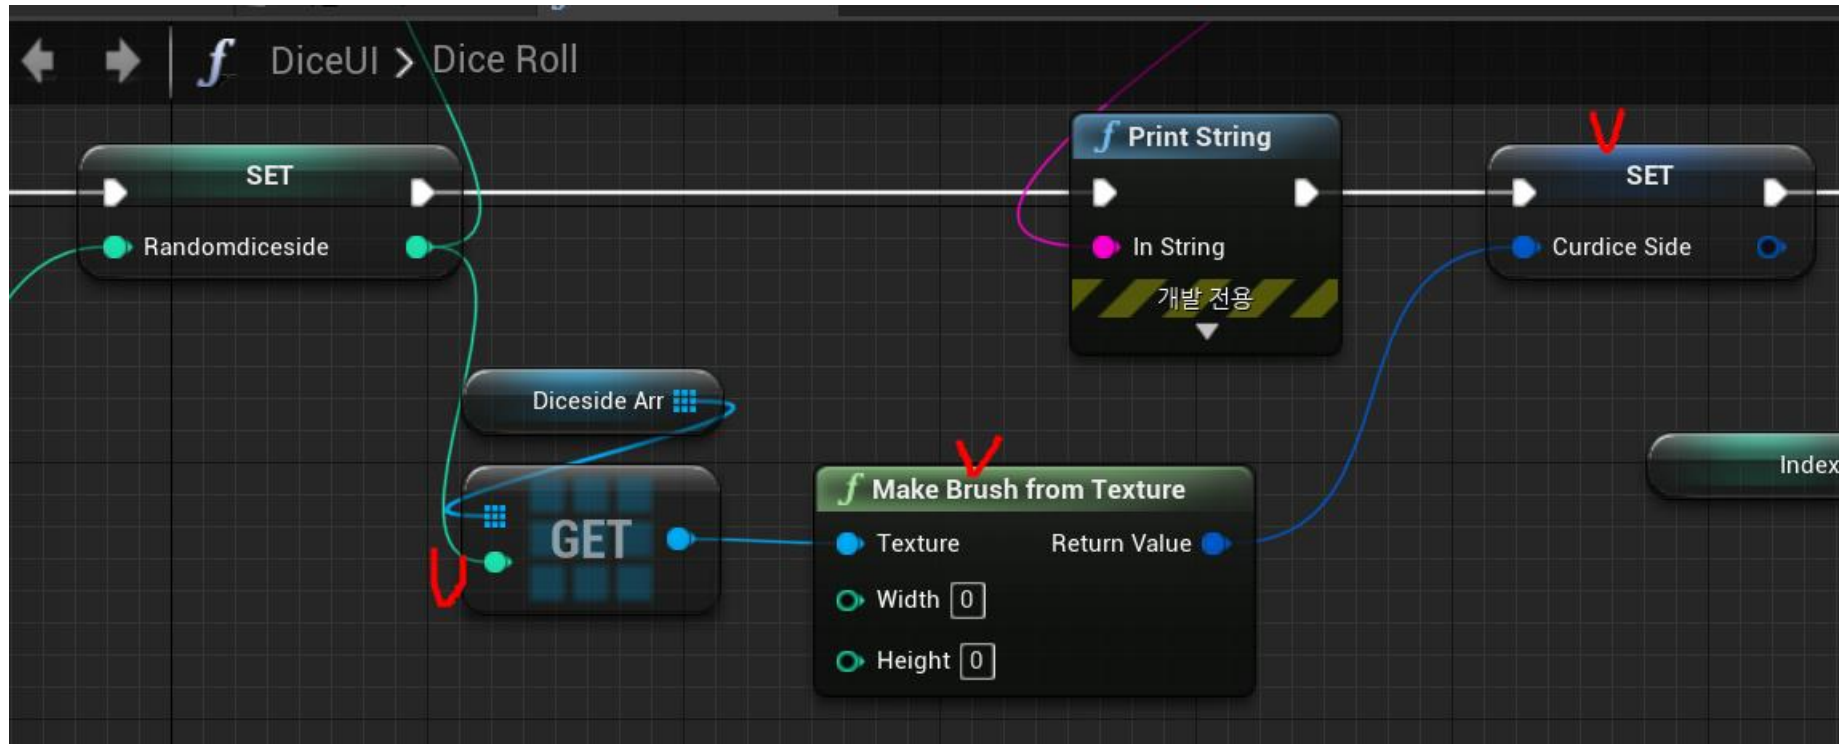 DiceUI > Dice Roll
SET
Randomdiceside
Print String
In String
개발 전용
SET
Curdice Side
Diceside Arr
GET
Make Brush from Texture
Texture Return Value
Width 0
Height 0
Index